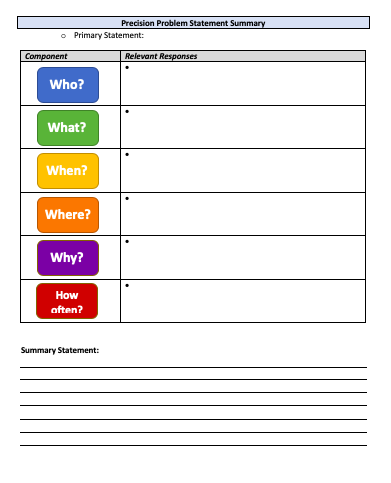 Precision Problem Statement Summary
○ Primary Statement:
Component Relevant Responses
Who? •
What? •
When? •
Where? •
Why? •
How
often? •
Summary Statement: